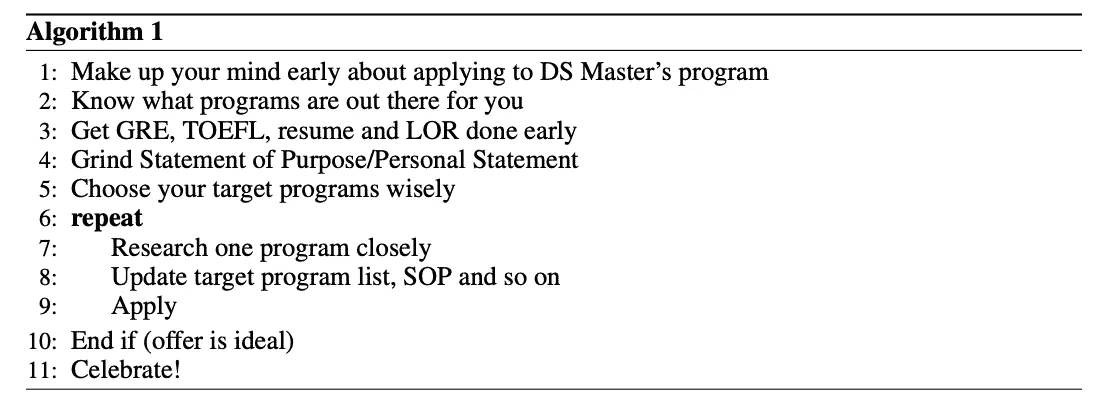 Algorithm 1
1: Make up your mind early about applying to DS Master's program
2: Know what programs are out there for you
3: Get GRE, TOEFL, resume and LOR done early
4: Grind Statement of Purpose/Personal Statement
5: Choose your target programs wisely
6: repeat
7: Research one program closely
8: Update target program list, SOP and so on
9: Apply
10: End if (offer is ideal)
11: Celebrate!